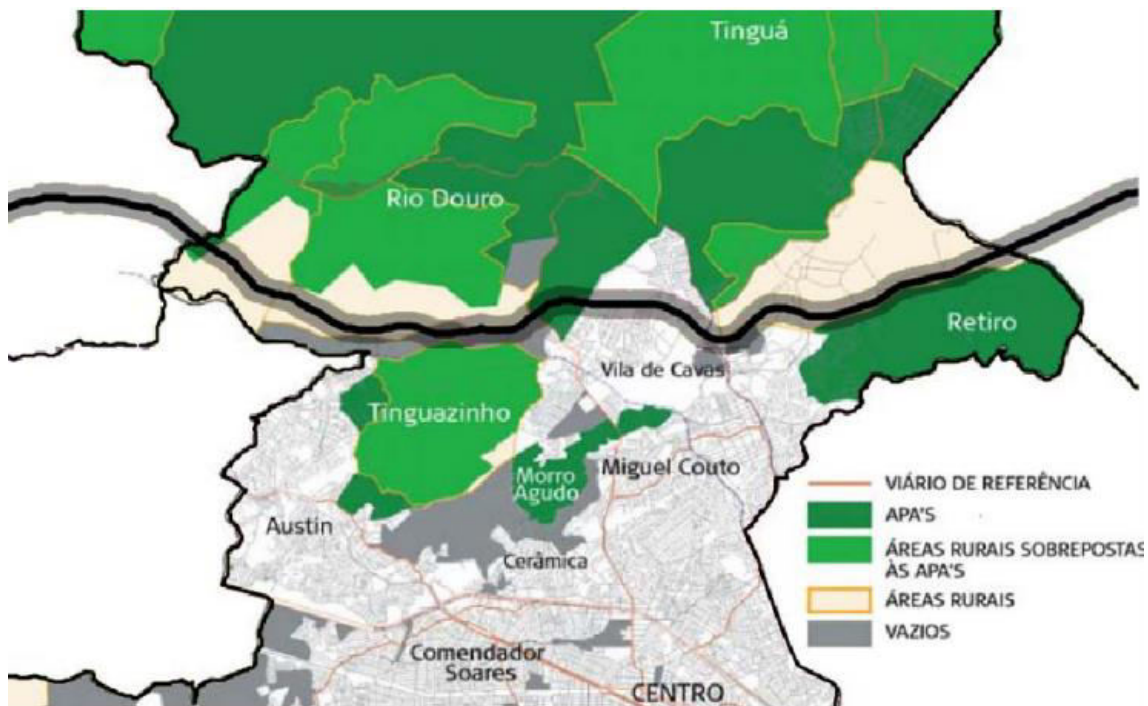 Tinguá
Rio Douro
Retiro
Vila de Cavas
Tinguazinho
Miguel Couto
Morro
Agudo
Austin
Cerâmica
Comendador
Soares
CENTRO
VIÁRIO DE REFERÊNCIA
APA'S
ÁREAS RURAIS SOBREPOSTAS
ÀS APA'S
ÁREAS RURAIS
VAZIOS